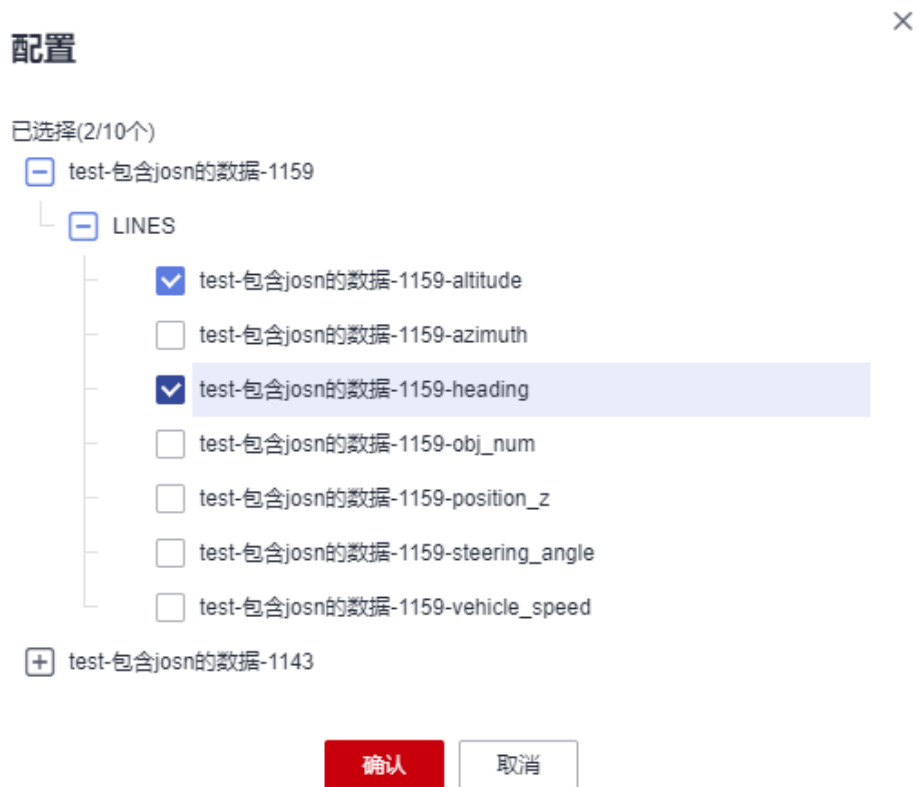 配置
已选择(2/10个)
test-包含josn的数据-1159
LINES
test-包含josn的数据-1159-altitude
test-包含josn的数据-1159-azimuth
test-包含josn的数据-1159-heading
test-包含josn的数据-1159-obj_num
test-包含josn的数据-1159-position_z
test-包含josn的数据-1159-steering_angle
test-包含josn的数据-1159-vehicle_speed
test-包含josn的数据-1143
确认 取消